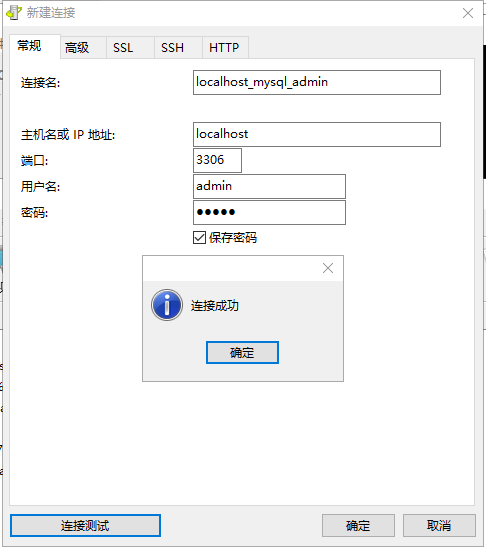 新建连接
常规 高级 SSL SSH HTTP
连接名: localhost_mysql_admin
主机名或 IP 地址: localhost
端口: 3306
用户名: admin
密码: ●●●●●
保存密码
连接成功
确定
连接测试 确定 取消